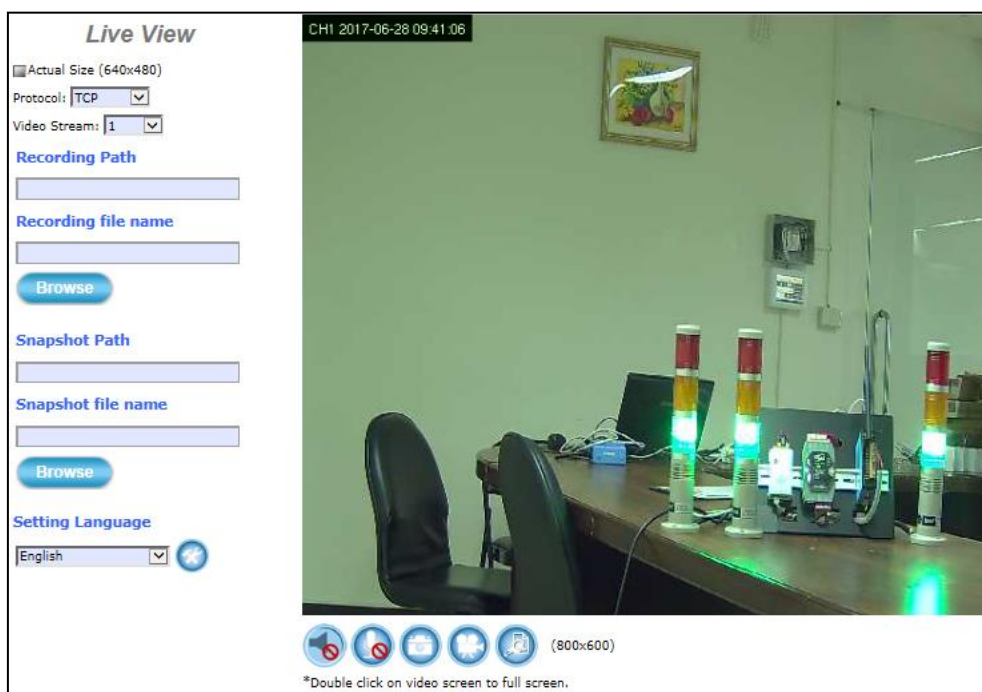 Live View
Actual Size (640x480)
Protocol: TCP
Video Stream: 1
Recording Path
Recording file name
Browse
Snapshot Path
Snapshot file name
Browse
Setting Language
English
CH1 2017-06-28 09:41:06
(800x600)
*Double click on video screen to full screen.